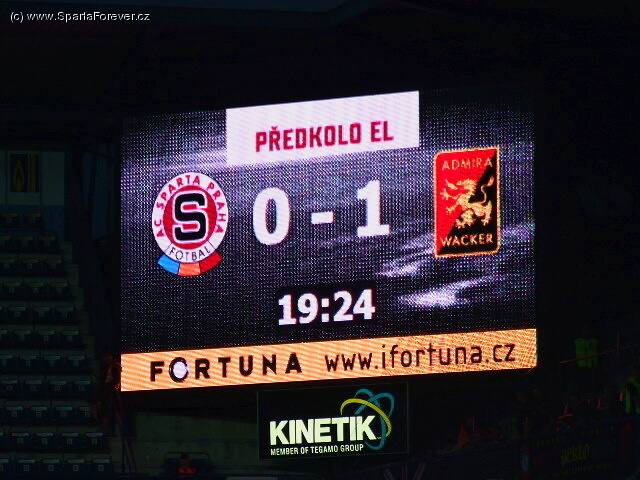 (c) www.SpartaForever.cz
PŘEDKOLO EL
AC SPARTA PRAHA
S
FOTBAL
0 - 1
ADMIRA
WACKER
19:24
FORTUNA www.ifortuna.cz
KINETIK
MEMBER OF TEGAMO GROUP